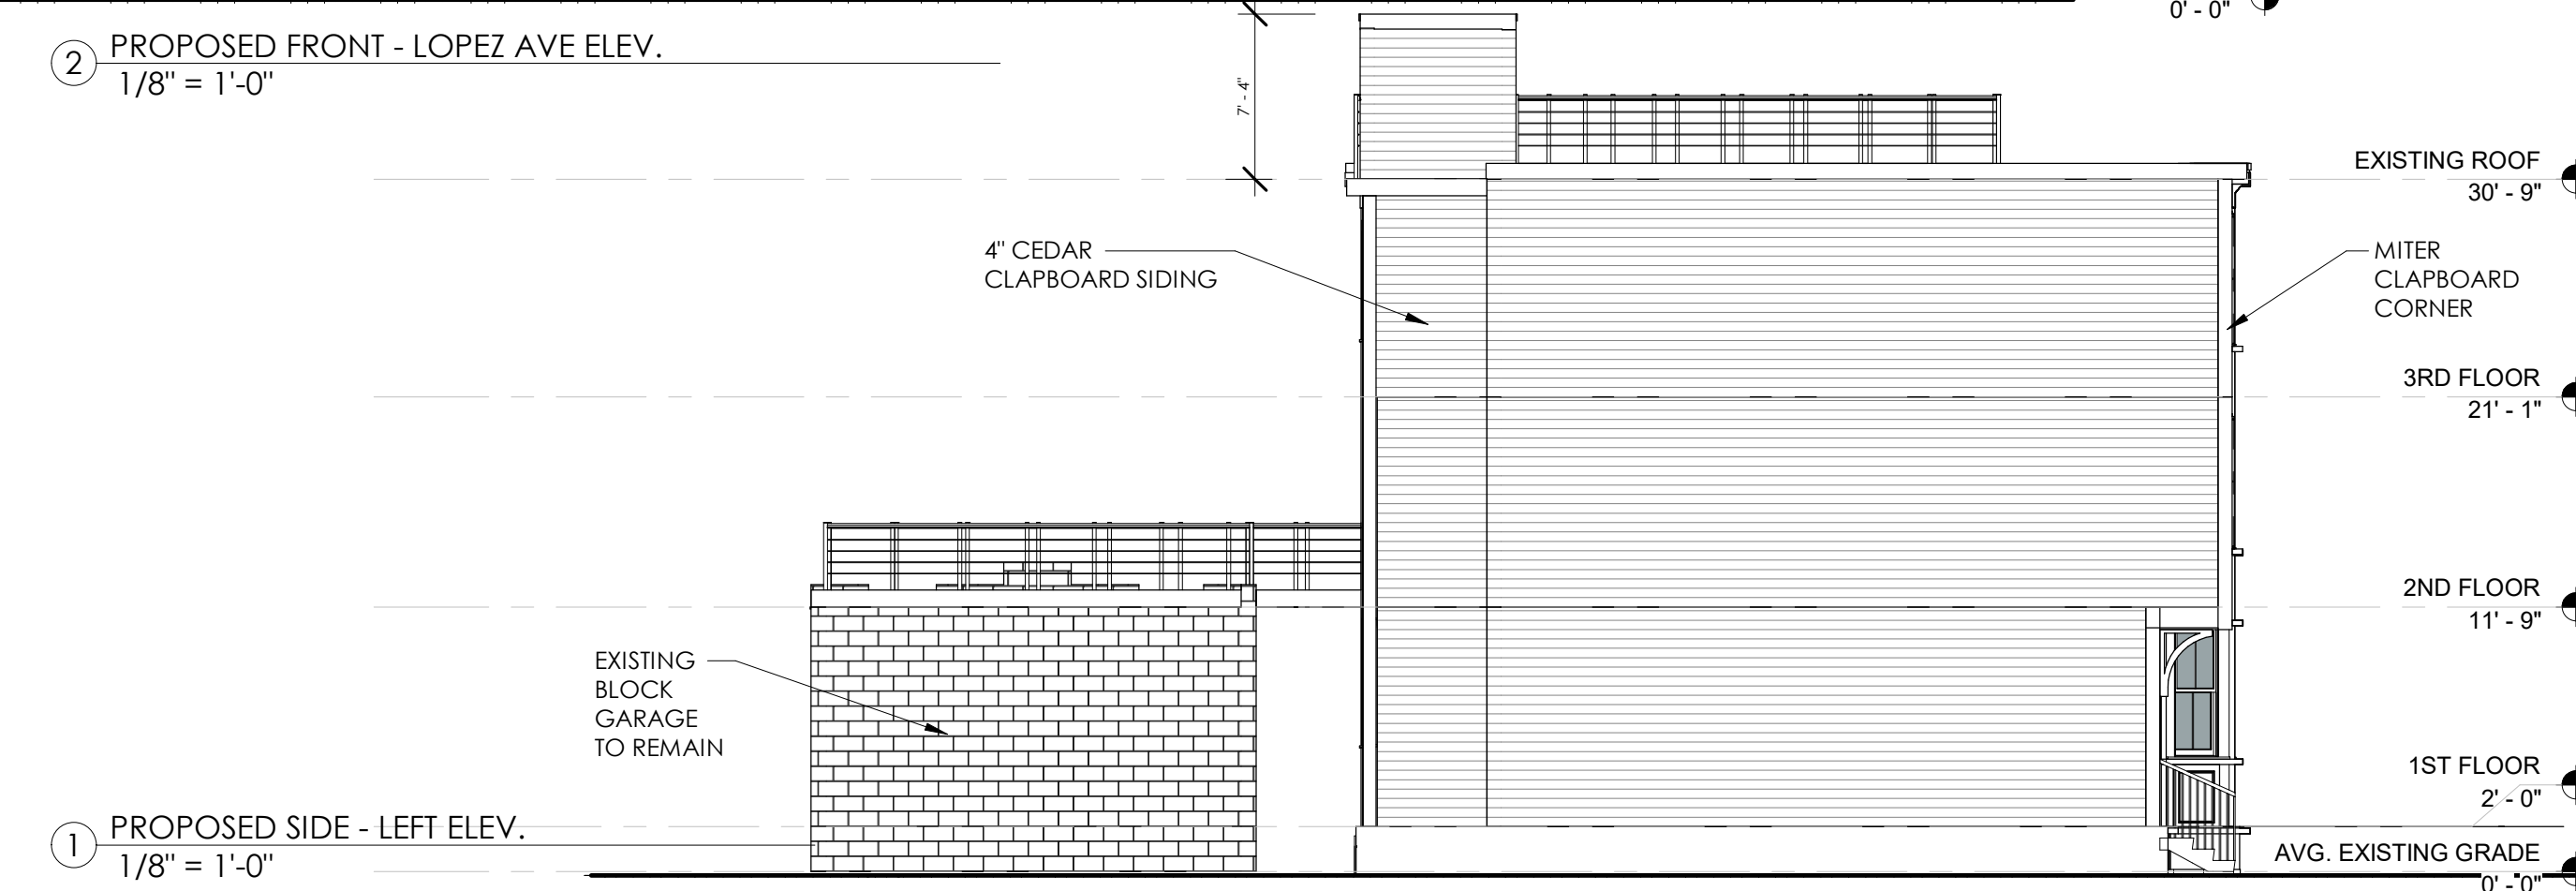 0' - 0"
2
PROPOSED FRONT - LOPEZ AVE ELEV.
1/8" = 1'-0"
7' - 4"
EXISTING ROOF
30' - 9"
4" CEDAR
CLAPBOARD SIDING
MITER
CLAPBOARD
CORNER
3RD FLOOR
21' - 1"
2ND FLOOR
11' - 9"
EXISTING
BLOCK
GARAGE
TO REMAIN
1ST FLOOR
2' - 0"
1
PROPOSED SIDE - LEFT ELEV.
1/8" = 1'-0"
AVG. EXISTING GRADE
0' - 0"